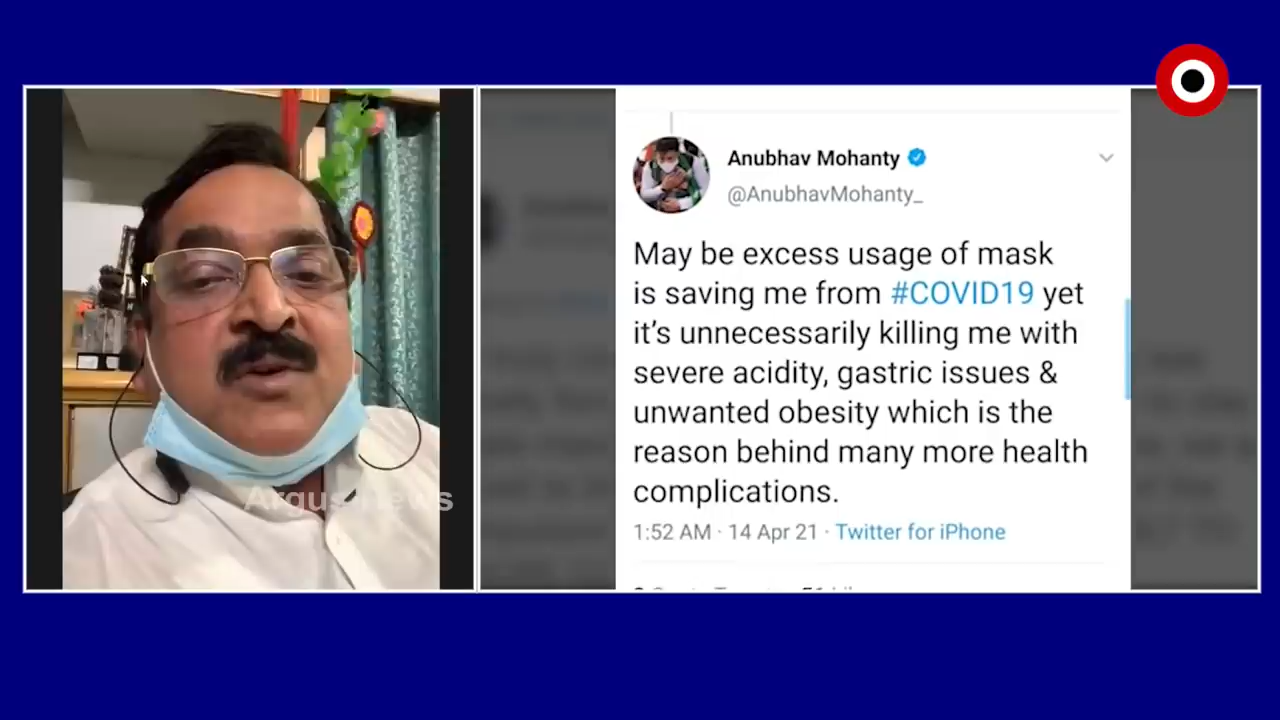 Argus News
Anubhav Mohanty
@AnubhavMohanty_
May be excess usage of mask
is saving me from #COVID19 yet
it’s unnecessarily killing me with
severe acidity, gastric issues &
unwanted obesity which is the
reason behind many more health
complications.
1:52 AM · 14 Apr 21 · Twitter for iPhone